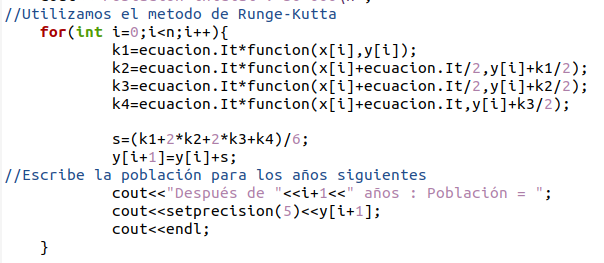 //Utilizamos el metodo de Runge-Kutta
for(int i=0;i<n;i++){
k1=ecuacion.It*funcion(x[i],y[i]);
k2=ecuacion.It*funcion(x[i]+ecuacion.It/2,y[i]+k1/2);
k3=ecuacion.It*funcion(x[i]+ecuacion.It/2,y[i]+k2/2);
k4=ecuacion.It*funcion(x[i]+ecuacion.It,y[i]+k3/2);
s=(k1+2*k2+2*k3+k4)/6;
y[i+1]=y[i]+s;
//Escribe la población para los años siguientes
cout<<"Después de "<<i+1<<" años : Población = ";
cout<<setprecision(5)<<y[i+1];
cout<<endl;
}